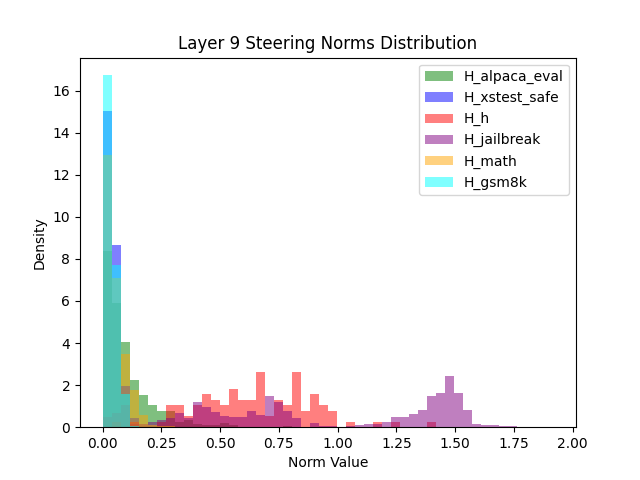 Layer 9 Steering Norms Distribution
H_alpaca_eval
H_xstest_safe
H_h
H_jailbreak
H_math
H_gsm8k
Density
16
14
12
10
8
6
4
2
0
0.00 0.25 0.50 0.75 1.00 1.25 1.50 1.75 2.00
Norm Value